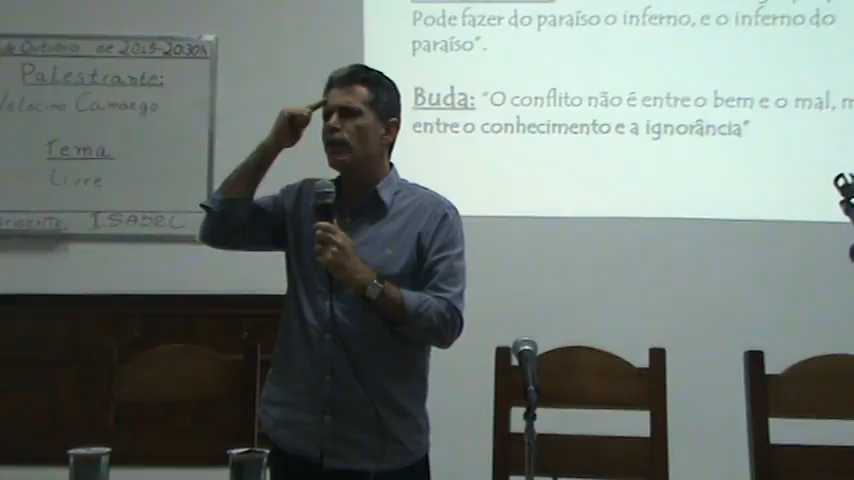 de Outubro de 2015-20:30h
Palestrante:
Velocino Camargo
Tema
Livre
ISABEL
Pode fazer do paraíso o inferno, e o inferno do
paraíso".
Buda: "O conflito não é entre o bem e o mal, m
entre o conhecimento e a ignorância"